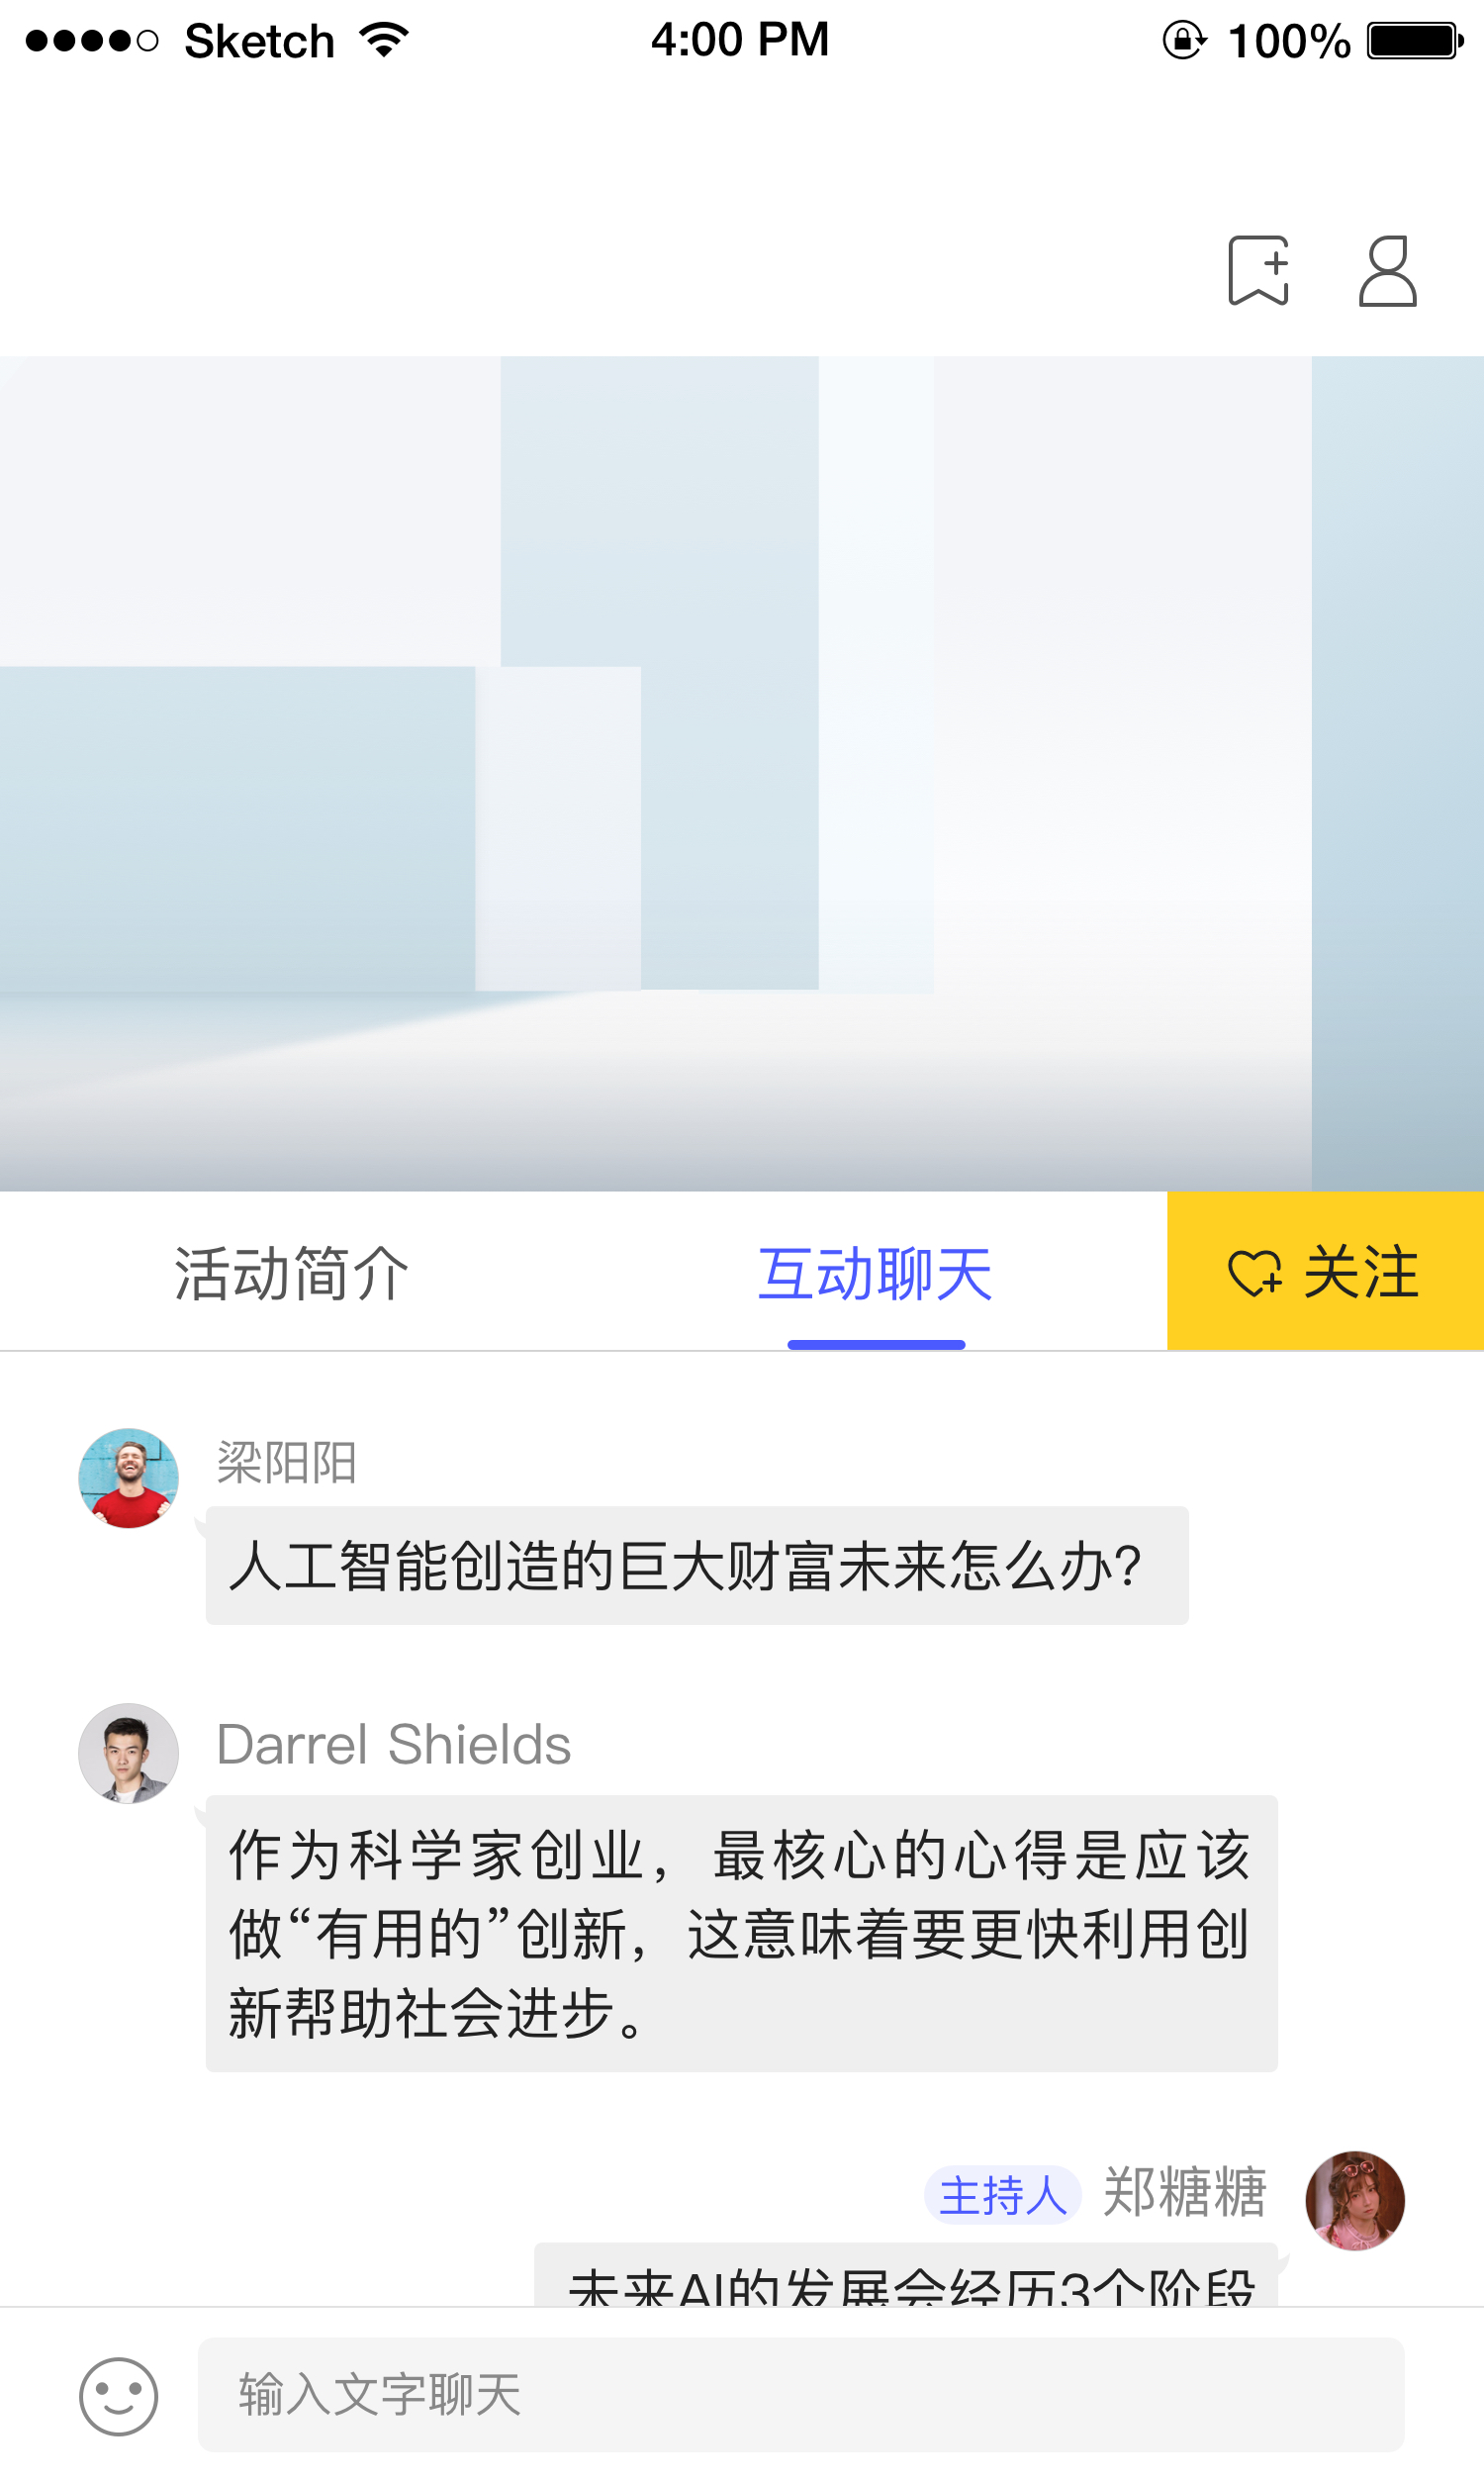 Sketch
4:00 PM
100%
活动简介
互动聊天
关注
梁阳阳
人工智能创造的巨大财富未来怎么办?
Darrel Shields
作为科学家创业，最核心的心得是应该
做“有用的”创新，这意味着要更快利用创
新帮助社会进步。
主持人 郑糖糖
未来AI的发展会经历3个阶段
输入文字聊天